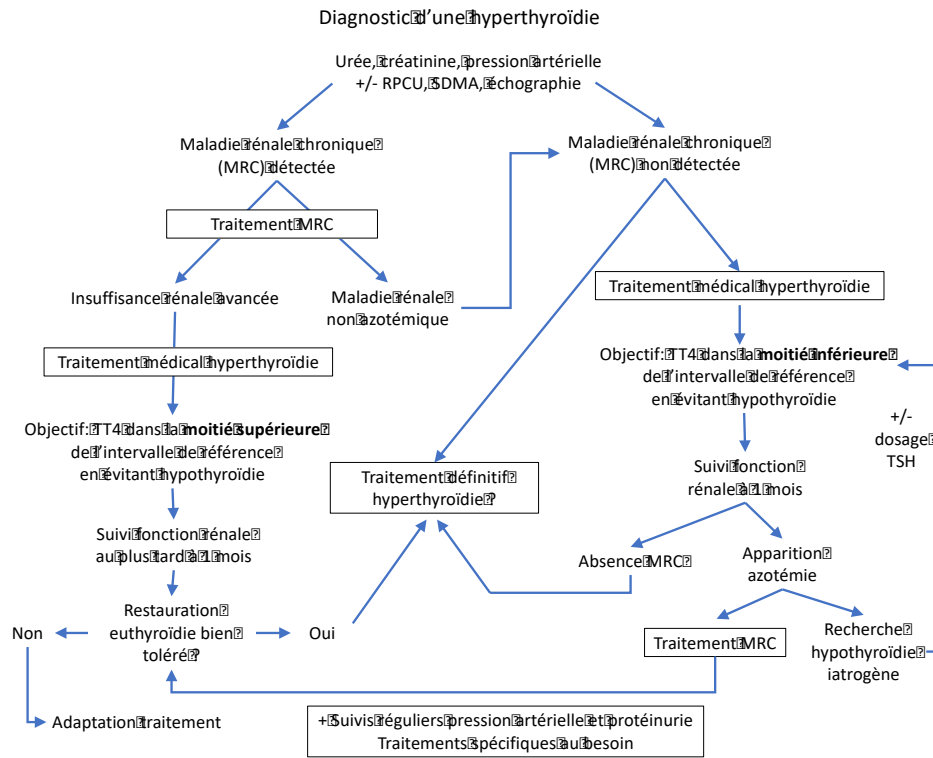 Diagnostic d'une hyperthyroïdie
Urée, créatinine, pression artérielle
+/- RPCU, SDMA, échographie
Maladie rénale chronique
(MRC) détectée
Maladie rénale chronique
(MRC) non détectée
Traitement MRC
Insuffisance rénale avancée
Maladie rénale
non azotémique
Traitement médical hyperthyroïdie
Traitement médical hyperthyroïdie
Objectif: TT4 dans la moitié inférieure
de l'intervalle de référence
en évitant hypothyroïdie
+/-
dosage
TSH
Objectif: TT4 dans la moitié supérieure
de l'intervalle de référence
en évitant hypothyroïdie
Traitement définitif
hyperthyroïdie ?
Suivi fonction
rénale à 1 mois
Suivi fonction rénale
au plus tard à 1 mois
Absence MRC
Apparition
azotémie
Non
Restauration
euthyroïdie bien
toléré ?
Oui
Traitement MRC
Recherche
hypothyroïdie
iatrogène
Adaptation traitement
+ Suivis réguliers pression artérielle et protéinurie
Traitements spécifiques au besoin